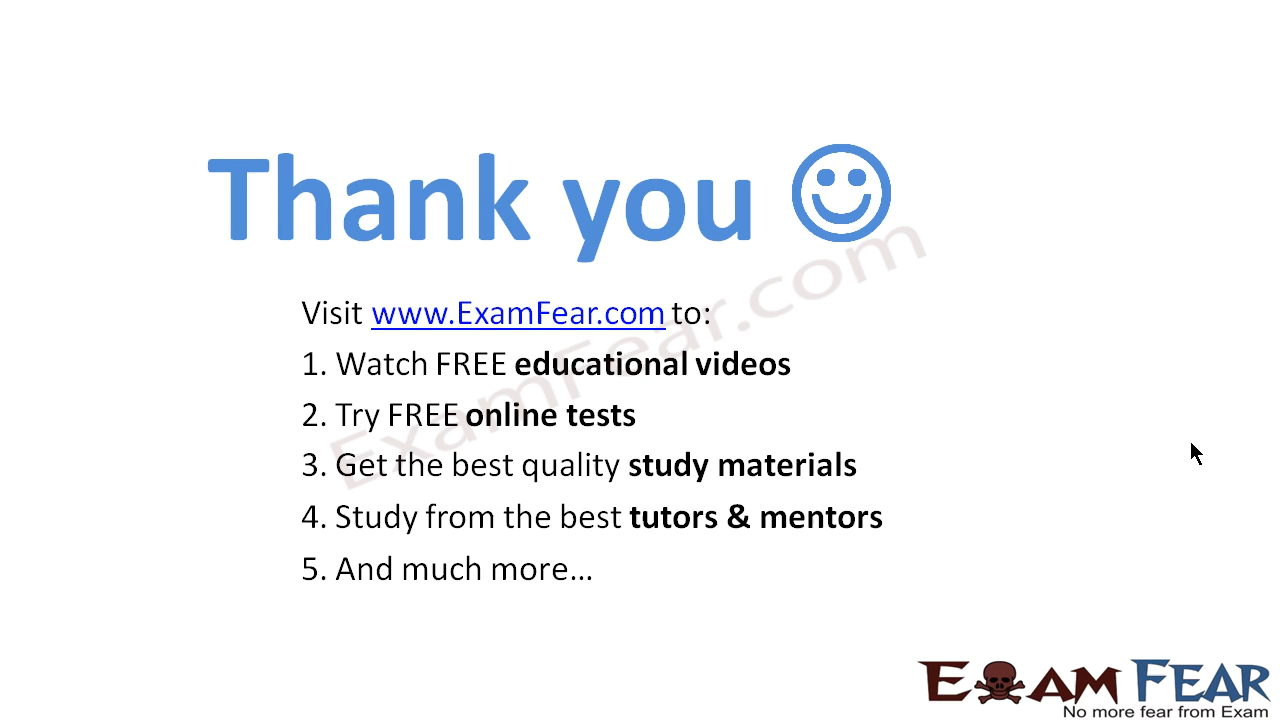 Thank you ☺
Visit www.ExamFear.com to:
1. Watch FREE educational videos
2. Try FREE online tests
3. Get the best quality study materials
4. Study from the best tutors & mentors
5. And much more...
ExamFear.com
EXAM FEAR
No more fear from Exam